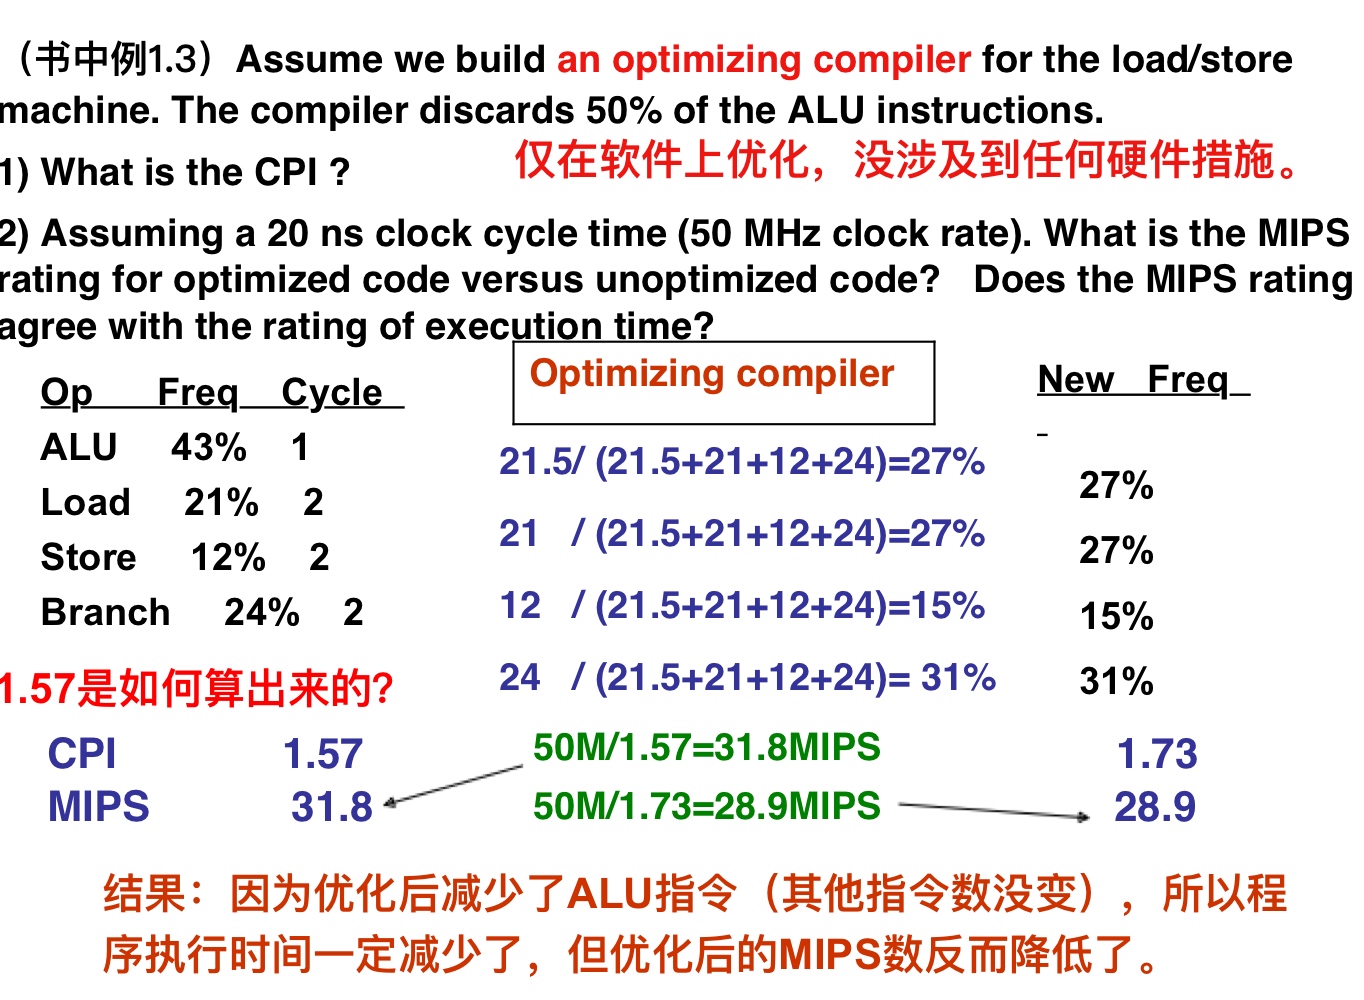 （书中例1.3）Assume we build an optimizing compiler for the load/store
machine. The compiler discards 50% of the ALU instructions.
1) What is the CPI ?
仅在软件上优化，没涉及到任何硬件措施。
2) Assuming a 20 ns clock cycle time (50 MHz clock rate). What is the MIPS
rating for optimized code versus unoptimized code? Does the MIPS rating
agree with the rating of execution time?
Op Freq Cycle
ALU 43% 1
Load 21% 2
Store 12% 2
Branch 24% 2
1.57是如何算出来的?
CPI 1.57
MIPS 31.8
Optimizing compiler
21.5/ (21.5+21+12+24)=27%
21 / (21.5+21+12+24)=27%
12 / (21.5+21+12+24)=15%
24 / (21.5+21+12+24)= 31%
50M/1.57=31.8MIPS
50M/1.73=28.9MIPS
New Freq
27%
27%
15%
31%
1.73
28.9
结果：因为优化后减少了ALU指令（其他指令数没变），所以程
序执行时间一定减少了，但优化后的MIPS数反而降低了。